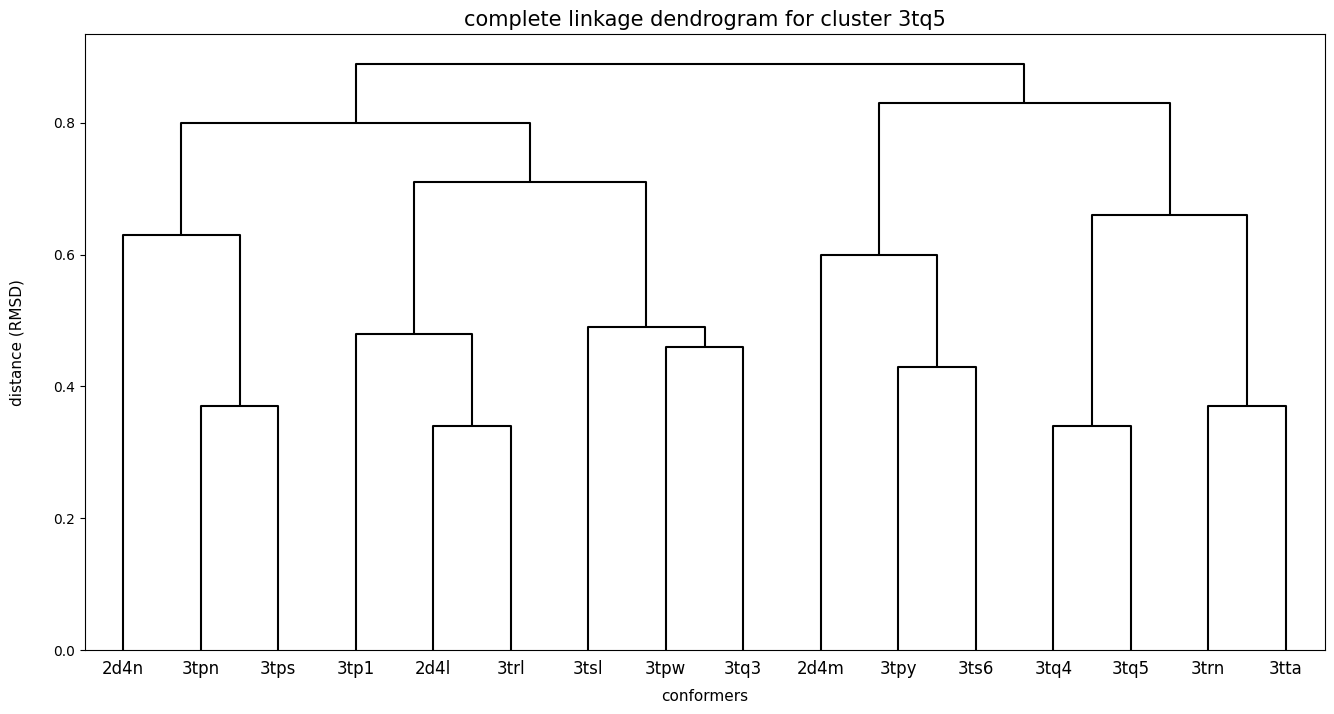 complete linkage dendrogram for cluster 3tq5
distance (RMSD)
0.8
0.6
0.4
0.2
0.0
2d4n 3tpn 3tps 3tp1 2d4l 3trl 3tsl 3tpw 3tq3 2d4m 3tpy 3ts6 3tq4 3tq5 3trn 3tta
conformers